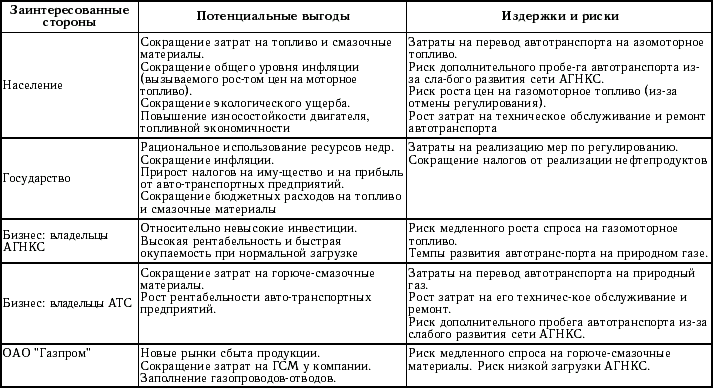 Заинтересованные
стороны
Потенциальные выгоды
Издержки и риски
Население
Сокращение затрат на топливо и смазочные
материалы.
Сокращение общего уровня инфляции
(вызываемого рос-том цен на моторное
топливо).
Сокращение экологического ущерба.
Повышение износостойкости двигателя,
топливной экономичности
Затраты на перевод автотранспорта на азомоторное
топливо.
Риск дополнительного пробе-га автотранспорта из-
за сла-бого развития сети АГНКС.
Риск роста цен на газомоторное топливо (из-за
отмены регулирования).
Рост затрат на техническое обслуживание и ремонт
автотранспорта
Государство
Рациональное использование ресурсов недр.
Сокращение инфляции.
Прирост налогов на иму-щество и на прибыль
от авто-транспортных предприятий.
Сокращение бюджетных расходов на топливо
и смазочные материалы
Затраты на реализацию мер по регулированию.
Сокращение налогов от реализации нефтепродуктов
Бизнес: владельцы
АГНКС
Относительно невысокие инвестиции.
Высокая рентабельность и быстрая
окупаемость при нормальной загрузке
Риск медленного роста спроса на газомоторное
топливо.
Темпы развития автотранс-порта на природном газе.
Бизнес: владельцы АТС
Сокращение затрат на горюче-смазочные
материалы.
Рост рентабельности авто-транспортных
предприятий.
Затраты на перевод автотранспорта на природный
газ.
Рост затрат на его техничес-кое обслуживание и
ремонт.
Риск дополнительного пробега автотранспорта из-за
слабого развития сети АГНКС.
ОАО "Газпром"
Новые рынки сбыта продукции.
Сокращение затрат на ГСМ у компании.
Заполнение газопроводов-отводов.
Риск медленного спроса на горюче-смазочные
материалы. Риск низкой загрузки АГНКС.